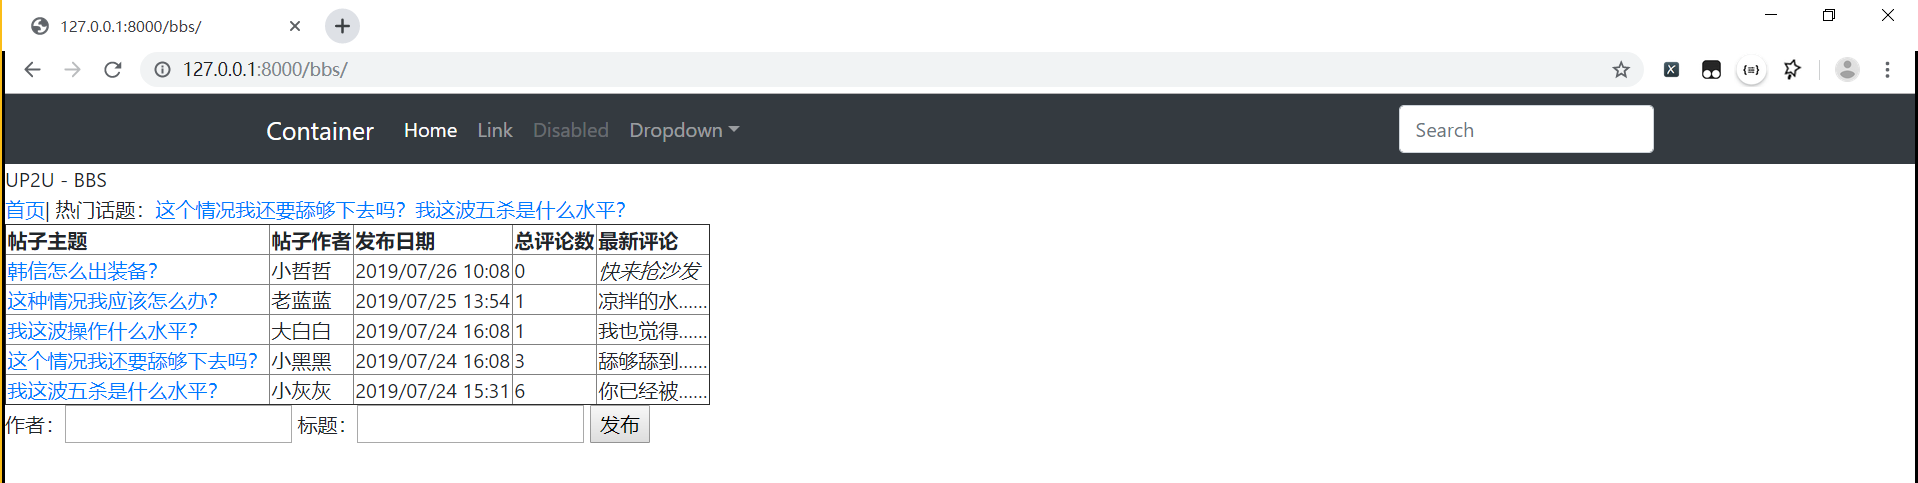 127.0.0.1:8000/bbs/
127.0.0.1:8000/bbs/
Container Home Link Disabled Dropdown Search
UP2U - BBS
首页| 热门话题：这个情况我还要舔够下去吗？我这波五杀是什么水平？
帖子主题 帖子作者 发布日期 总评论数 最新评论
韩信怎么出装备？ 小哲哲 2019/07/26 10:08 0 快来抢沙发
这种情况我应该怎么办？ 老蓝蓝 2019/07/25 13:54 1 凉拌的水……
我这波操作什么水平？ 大白白 2019/07/24 16:08 1 我也觉得……
这个情况我还要舔够下去吗？ 小黑黑 2019/07/24 16:08 3 舔够舔到……
我这波五杀是什么水平？ 小灰灰 2019/07/24 15:31 6 你已经被……
作者： 标题： 发布